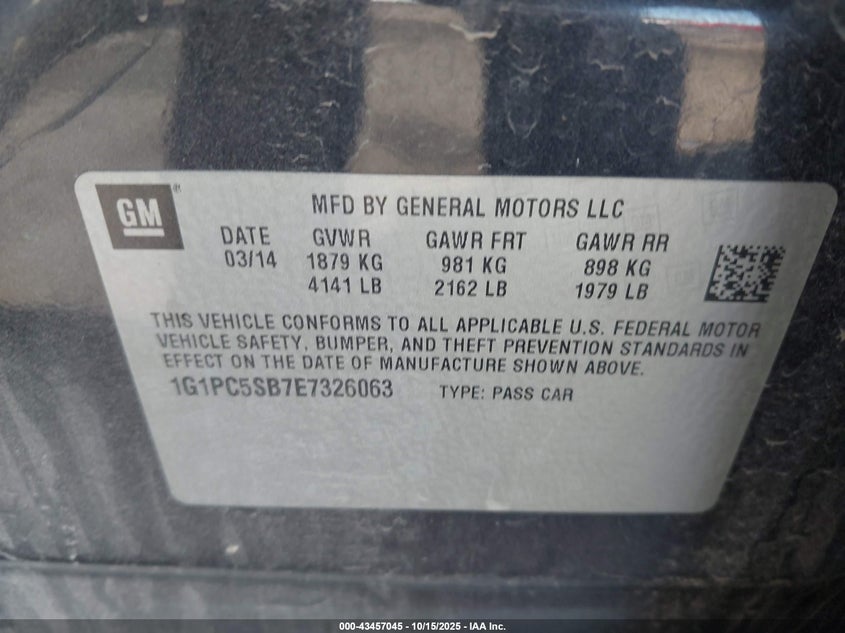 GM®
MFD BY GENERAL MOTORS LLC
DATE GVWR GAWR FRT GAWR RR
03/14 1879 KG 981 KG 898 KG
4141 LB 2162 LB 1979 LB
THIS VEHICLE CONFORMS TO ALL APPLICABLE U.S. FEDERAL MOTOR
VEHICLE SAFETY, BUMPER, AND THEFT PREVENTION STANDARDS IN
EFFECT ON THE DATE OF MANUFACTURE SHOWN ABOVE.
1G1PC5SB7E7326063 TYPE: PASS CAR
000-43457045 - 10/15/2025 - IAA Inc.